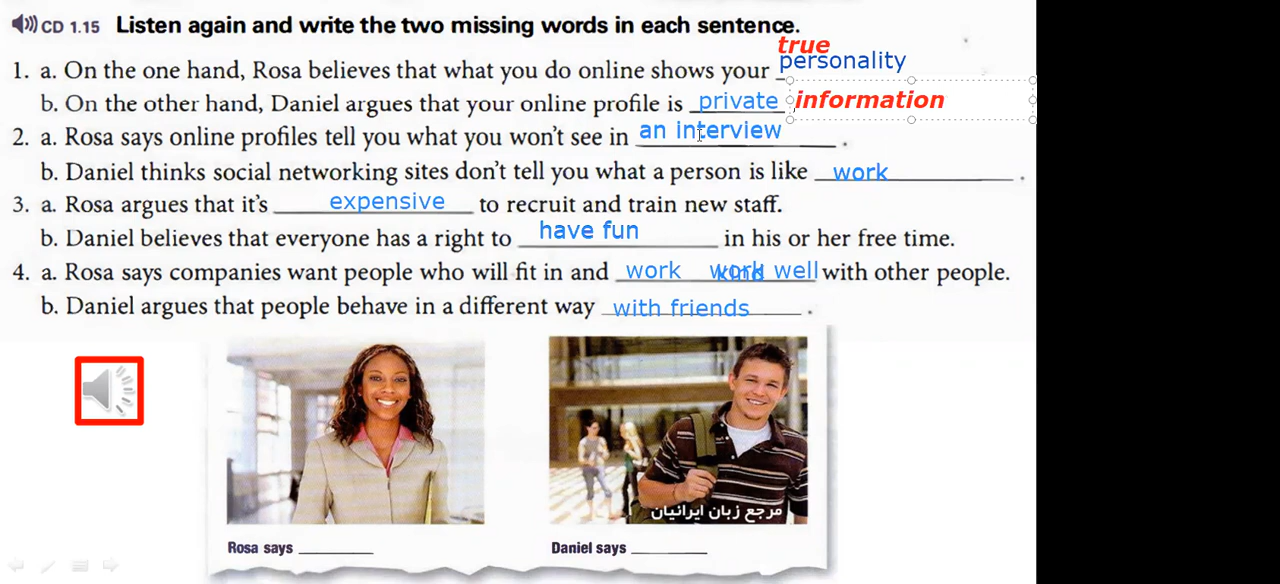 CD 1.15 Listen again and write the two missing words in each sentence.
true
1. a. On the one hand, Rosa believes that what you do online shows your personality
b. On the other hand, Daniel argues that your online profile is private information
2. a. Rosa says online profiles tell you what you won't see in an interview.
b. Daniel thinks social networking sites don't tell you what a person is like work.
3. a. Rosa argues that it's expensive to recruit and train new staff.
b. Daniel believes that everyone has a right to have fun in his or her free time.
4. a. Rosa says companies want people who will fit in and work work well kind with other people.
b. Daniel argues that people behave in a different way with friends.
مرجع زبان ایرانیان
Rosa says
Daniel says